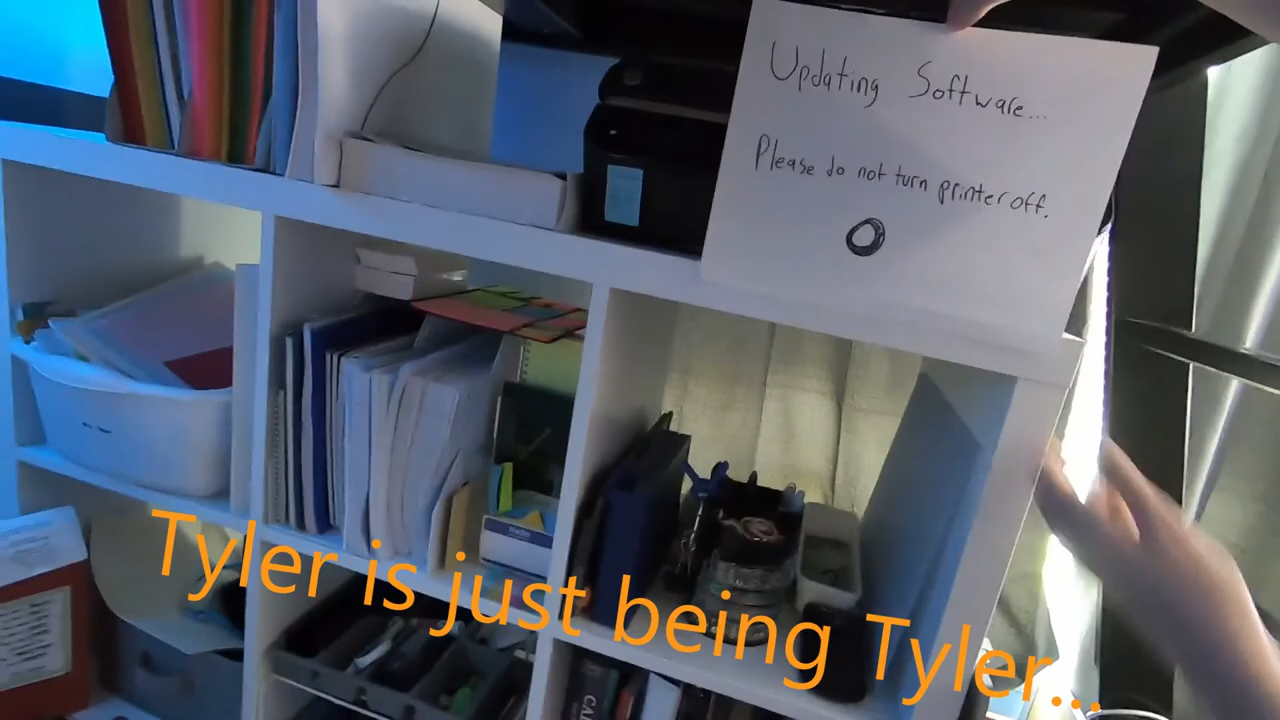 Updating Software...
Please do not turn printer off.
Tyler is just being Tyler...